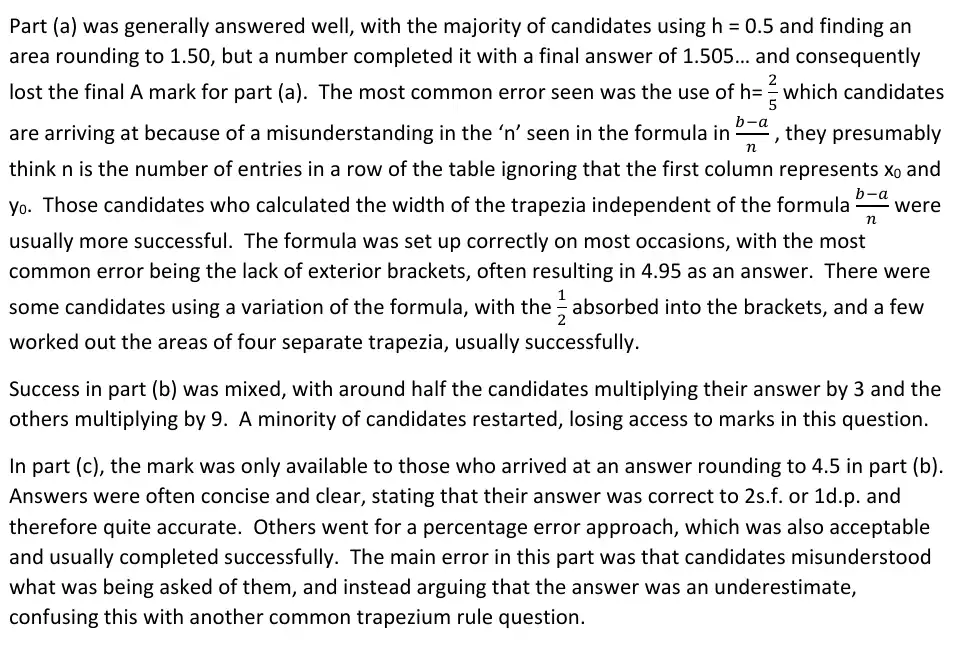 Part (a) was generally answered well, with the majority of candidates using h = 0.5 and finding an
area rounding to 1.50, but a number completed it with a final answer of 1.505... and consequently
lost the final A mark for part (a).  The most common error seen was the use of h= 2/5 which candidates
are arriving at because of a misunderstanding in the ‘n’ seen in the formula in (b−a)/n , they presumably
think n is the number of entries in a row of the table ignoring that the first column represents x₀ and
y₀.  Those candidates who calculated the width of the trapezia independent of the formula (b−a)/n were
usually more successful.  The formula was set up correctly on most occasions, with the most
common error being the lack of exterior brackets, often resulting in 4.95 as an answer.  There were
some candidates using a variation of the formula, with the 1/2 absorbed into the brackets, and a few
worked out the areas of four separate trapezia, usually successfully.
Success in part (b) was mixed, with around half the candidates multiplying their answer by 3 and the
others multiplying by 9.  A minority of candidates restarted, losing access to marks in this question.
In part (c), the mark was only available to those who arrived at an answer rounding to 4.5 in part (b).
Answers were often concise and clear, stating that their answer was correct to 2s.f. or 1d.p. and
therefore quite accurate.  Others went for a percentage error approach, which was also acceptable
and usually completed successfully.  The main error in this part was that candidates misunderstood
what was being asked of them, and instead arguing that the answer was an underestimate,
confusing this with another common trapezium rule question.